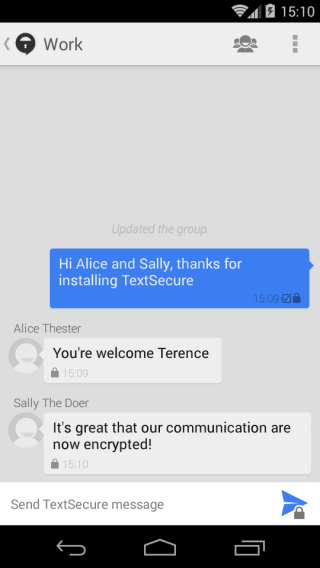 15:10
Work
Updated the group.
Hi Alice and Sally, thanks for
installing TextSecure
15:09
Alice Thester
You're welcome Terence
15:09
Sally The Doer
It's great that our communication are
now encrypted!
15:10
Send TextSecure message